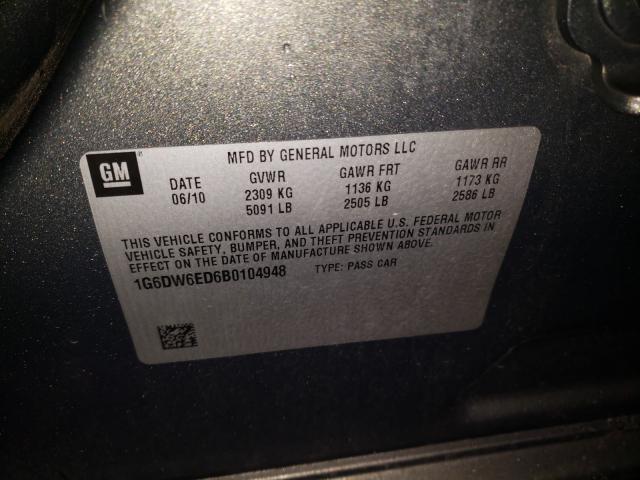 GM
MFD BY GENERAL MOTORS LLC
DATE GVWR GAWR FRT GAWR RR
06/10 2309 KG 1136 KG 1173 KG
5091 LB 2505 LB 2586 LB
THIS VEHICLE CONFORMS TO ALL APPLICABLE U.S. FEDERAL MOTOR
VEHICLE SAFETY, BUMPER, AND THEFT PREVENTION STANDARDS IN
EFFECT ON THE DATE OF MANUFACTURE SHOWN ABOVE.
1G6DW6ED6B0104948 TYPE: PASS CAR